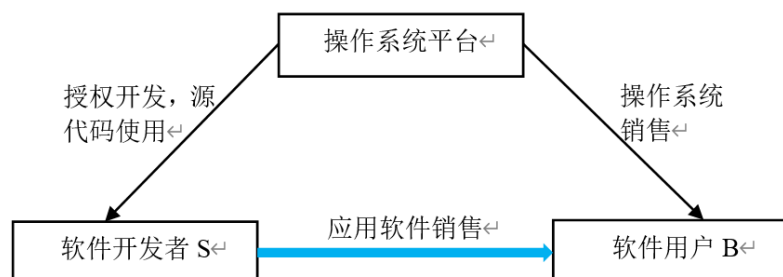 操作系统平台↵
授权开发，源
代码使用↵
操作系统
销售↵
应用软件销售↵
软件开发者 S↵
软件用户 B↵